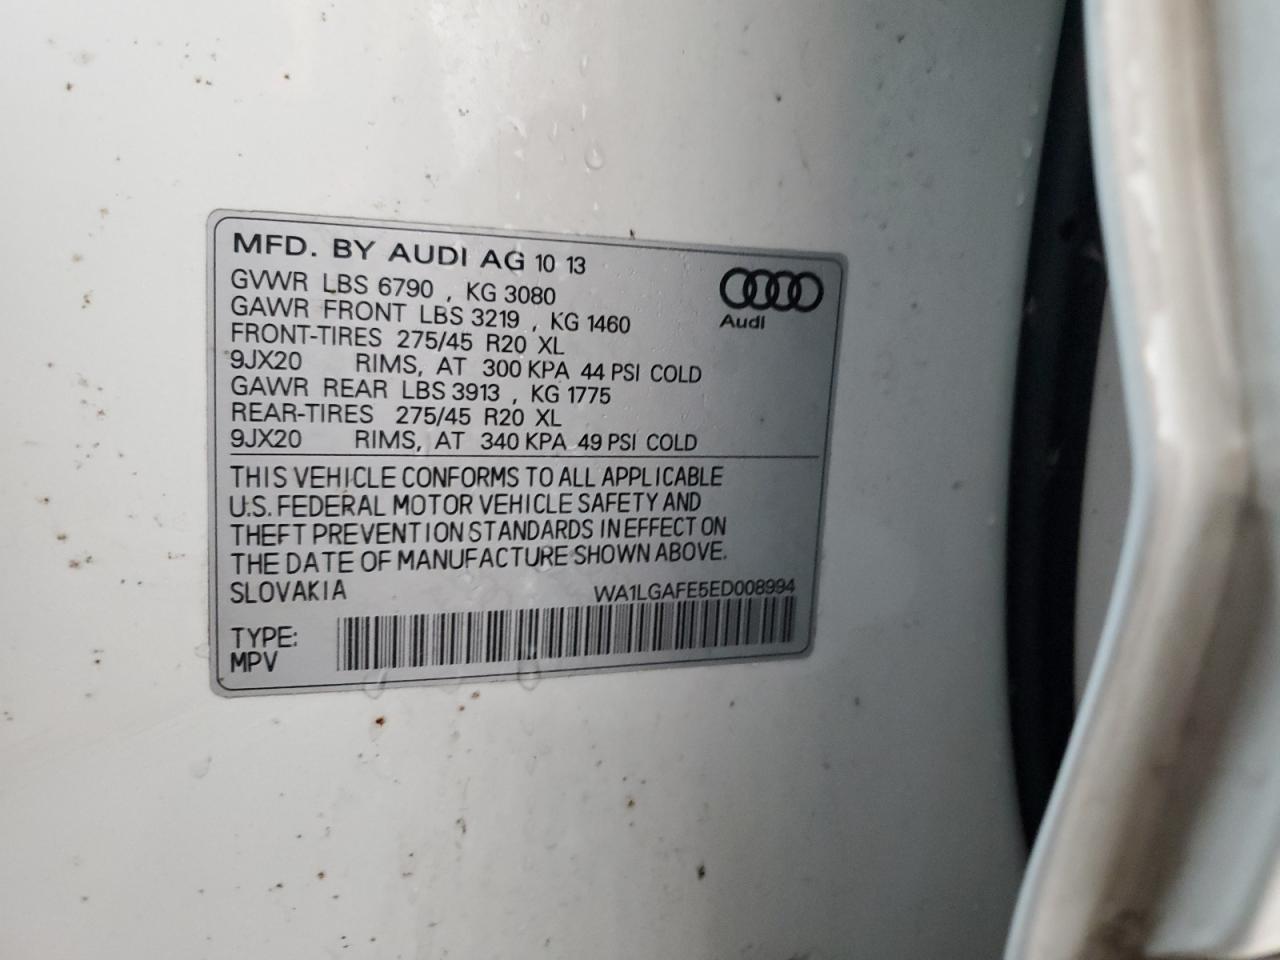 MFD. BY AUDI AG 10 13
GVWR LBS 6790 , KG 3080
GAWR FRONT LBS 3219 , KG 1460
FRONT-TIRES 275/45 R20 XL
9JX20 RIMS, AT 300 KPA 44 PSI COLD
GAWR REAR LBS 3913 , KG 1775
REAR-TIRES 275/45 R20 XL
9JX20 RIMS, AT 340 KPA 49 PSI COLD
Audi
THIS VEHICLE CONFORMS TO ALL APPLICABLE
U.S. FEDERAL MOTOR VEHICLE SAFETY AND
THEFT PREVENTION STANDARDS IN EFFECT ON
THE DATE OF MANUFACTURE SHOWN ABOVE.
SLOVAKIA WA1LGAFE5ED008994
TYPE:
MPV